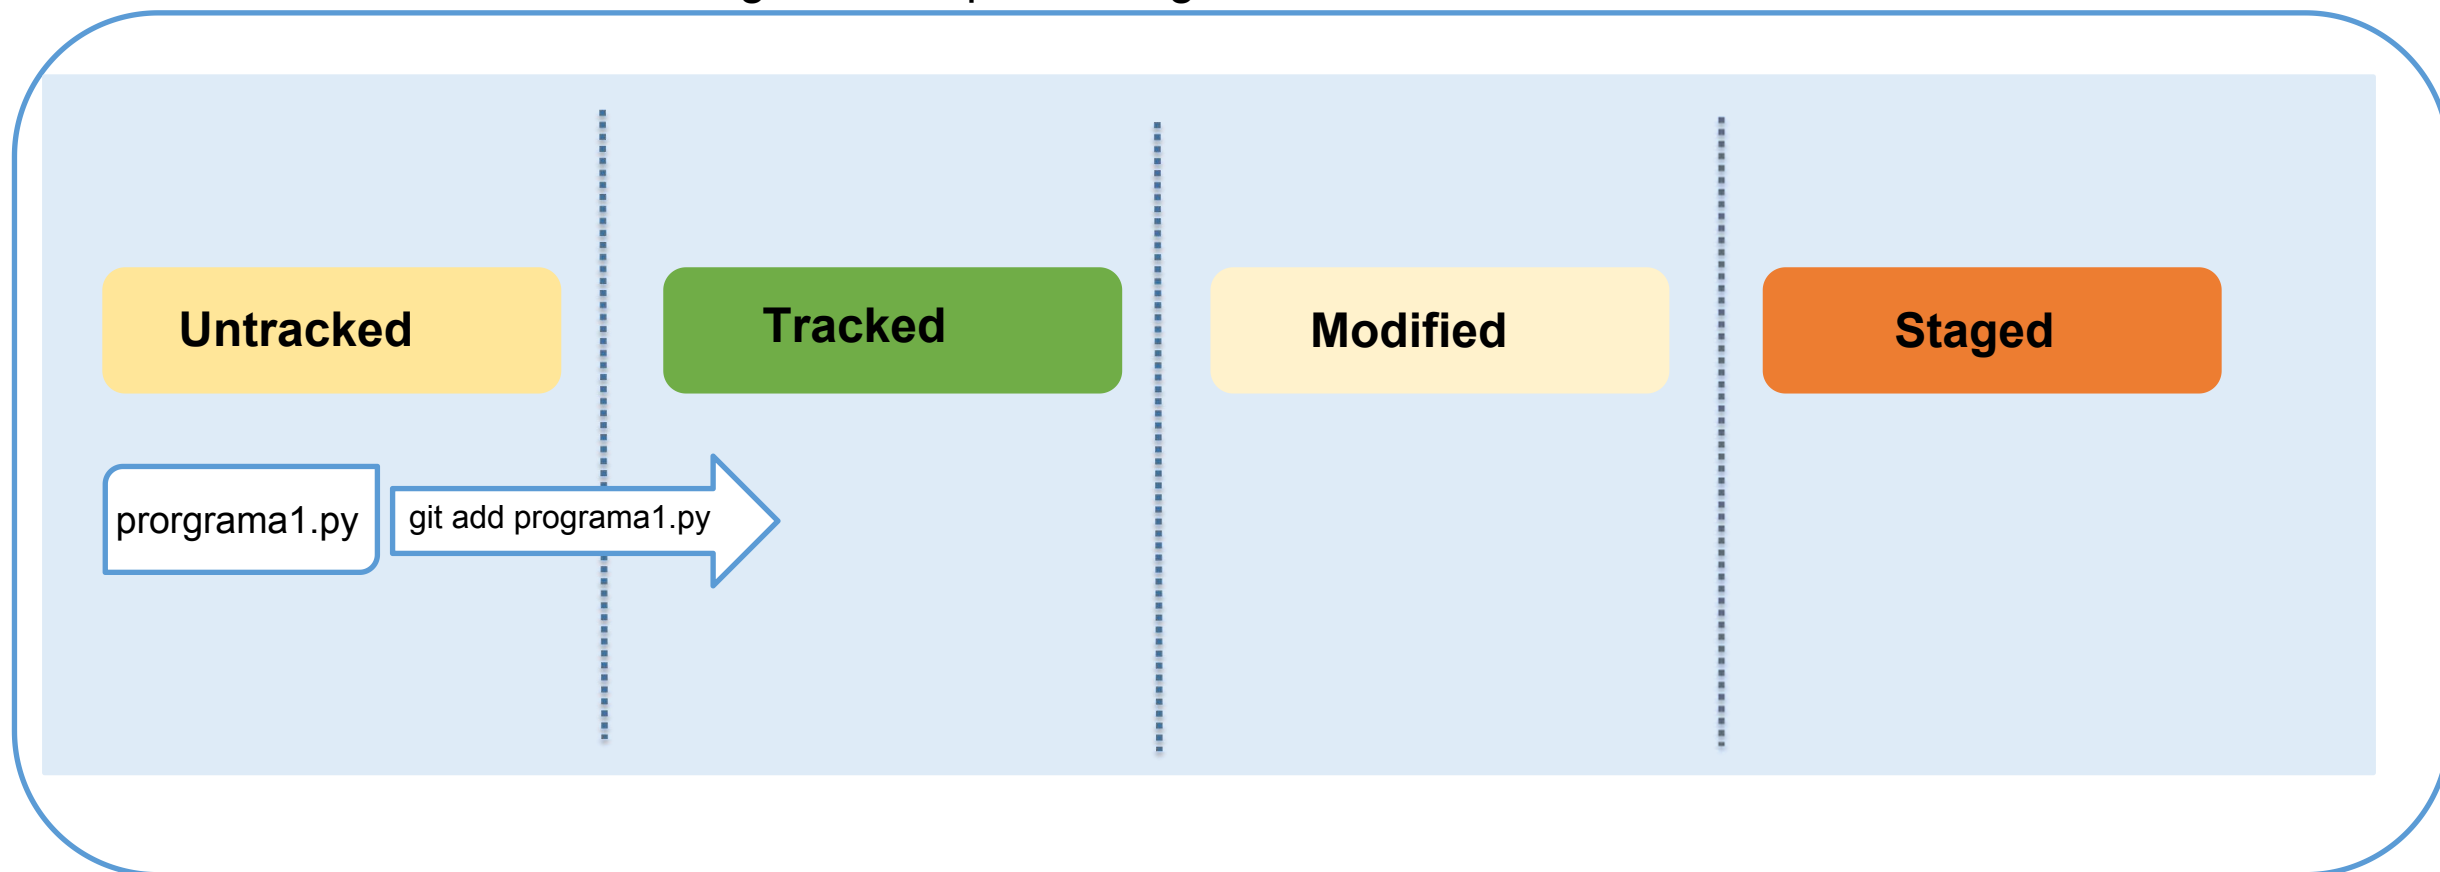 Untracked
Tracked
Modified
Staged
prorgrama1.py
git add programa1.py